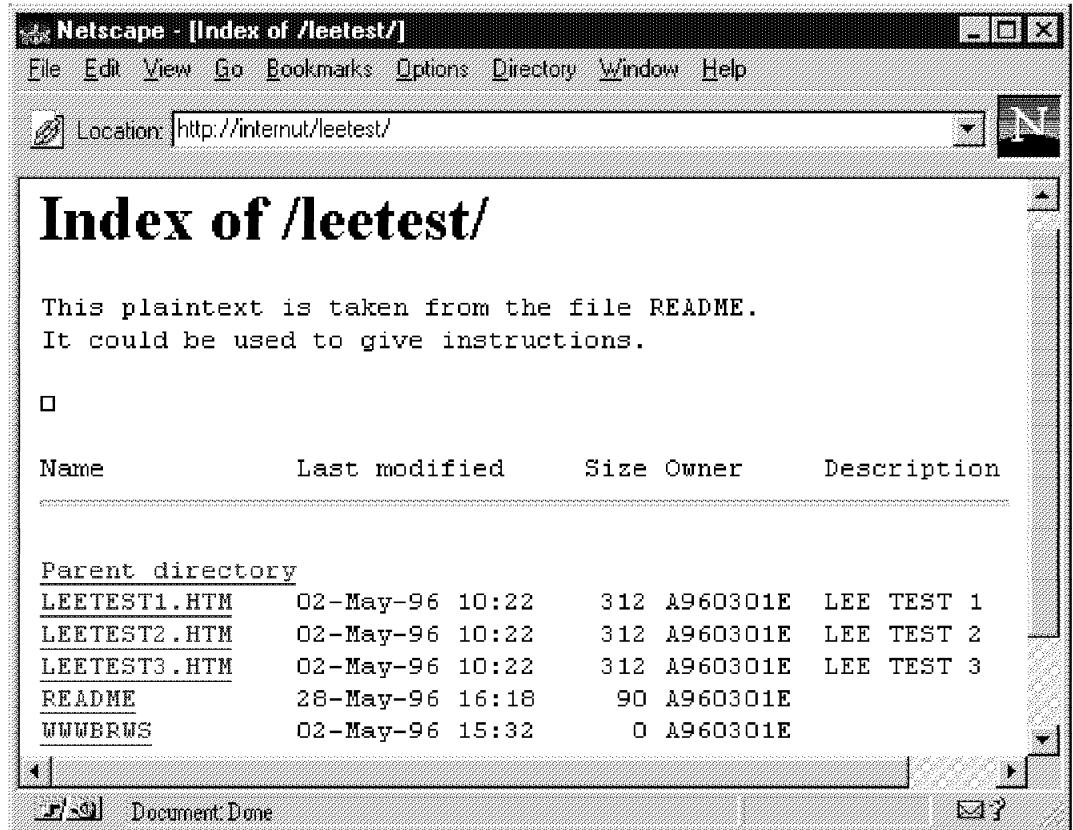 Netscape - [Index of /leetest/]
File Edit View Go Bookmarks Options Directory Window Help
Location: http://internut/leetest/
N
Index of /leetest/
This plaintext is taken from the file README.
It could be used to give instructions.
Name Last modified Size Owner Description
Parent directory
LEETEST1.HTM 02-May-96 10:22 312 A960301E LEE TEST 1
LEETEST2.HTM 02-May-96 10:22 312 A960301E LEE TEST 2
LEETEST3.HTM 02-May-96 10:22 312 A960301E LEE TEST 3
README 28-May-96 16:18 90 A960301E
WWWBRWS 02-May-96 15:32 0 A960301E
Document: Done
?